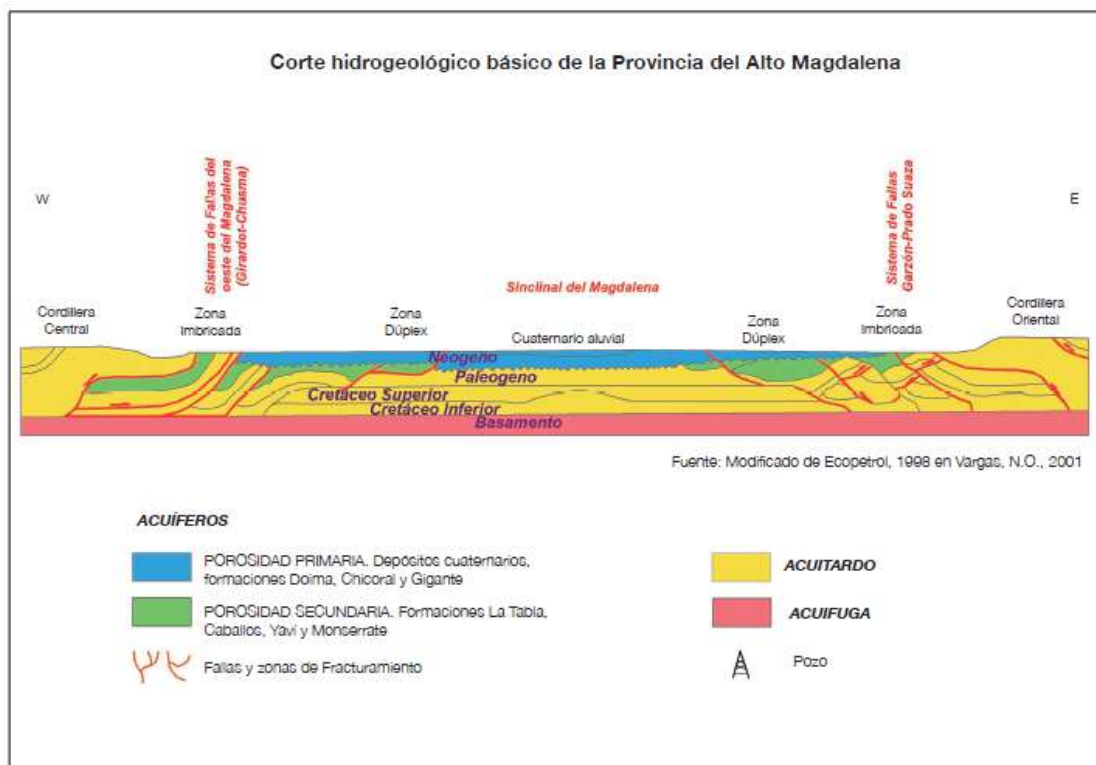 Corte hidrogeológico básico de la Provincia del Alto Magdalena
W
Sistema de Fallas del
oeste del Magdalena
(Girardot-Chusma)
Sistema de Fallas
Garzón-Prado Suaza
E
Sinclinal del Magdalena
Cordillera
Central
Zona
Imbricada
Zona
Dúplex
Cuaternario aluvial
Zona
Dúplex
Zona
Imbricada
Cordillera
Oriental
Neogeno
Paleogeno
Cretáceo Superior
Cretáceo Inferior
Basamento
Fuente: Modificado de Ecopetrol, 1998 en Vargas, N.O., 2001
ACUÍFEROS
POROSIDAD PRIMARIA. Depósitos cuaternarios,
formaciones Doima, Chicoral y Gigante
POROSIDAD SECUNDARIA. Formaciones La Tabla,
Caballos, Yaví y Monserrate
Fallas y zonas de Fracturamiento
ACUITARDO
ACUIFUGA
Pozo